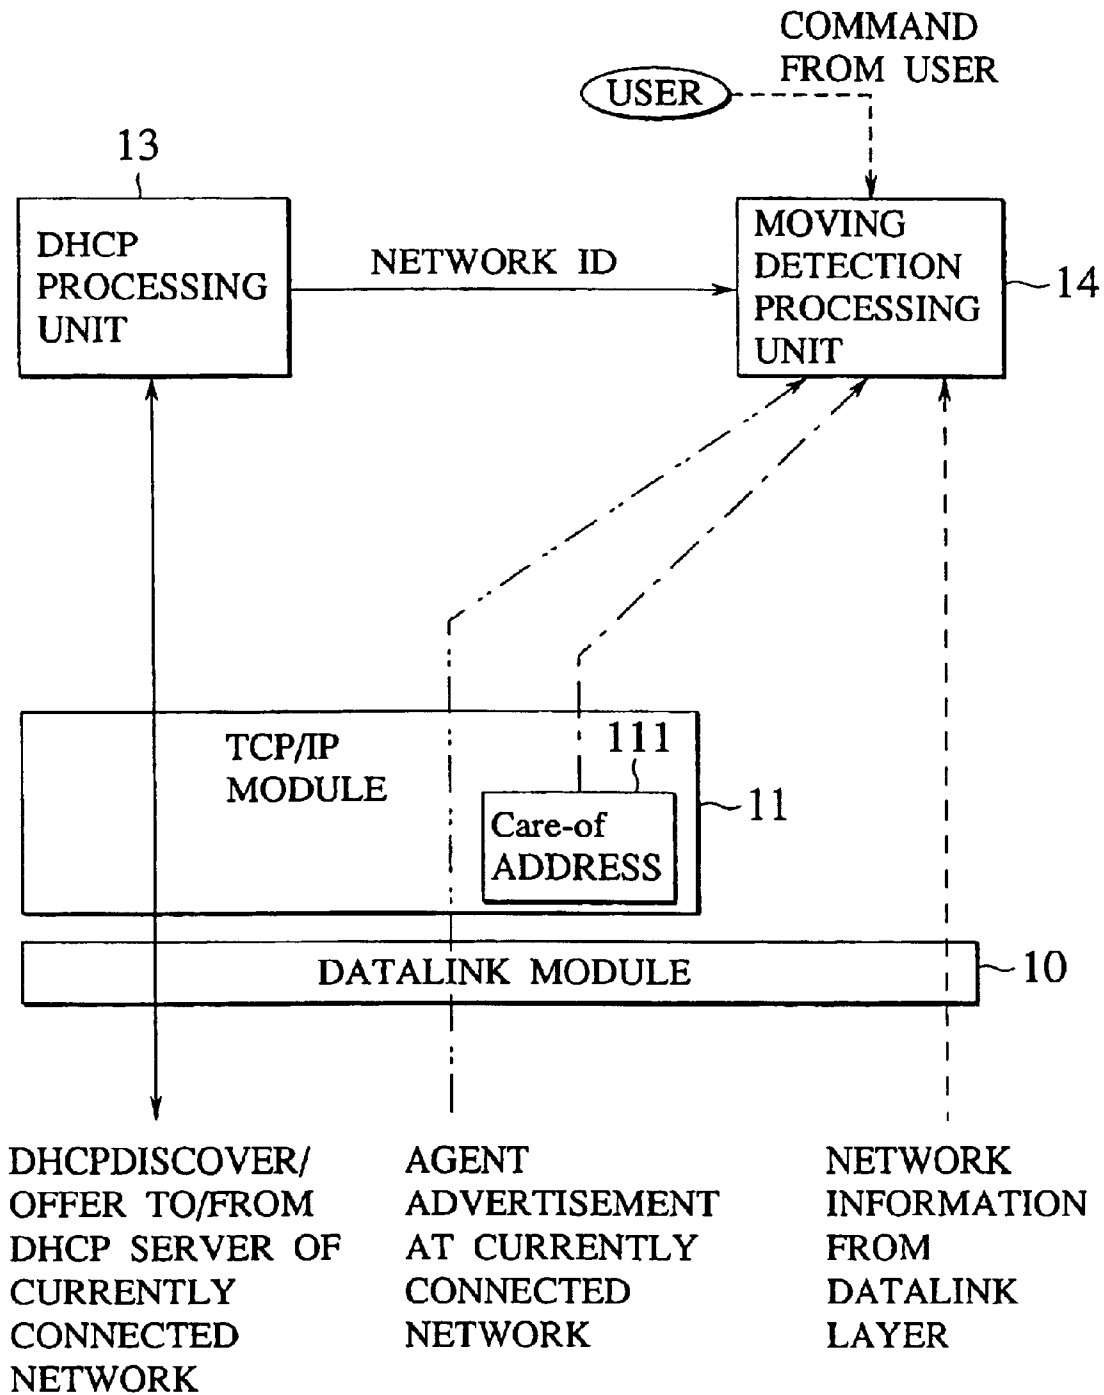 COMMAND
FROM USER
USER
13
DHCP
PROCESSING
UNIT
NETWORK ID
MOVING
DETECTION
PROCESSING
UNIT
14
TCP/IP
MODULE
111
Care-of
ADDRESS
11
DATALINK MODULE
10
DHCPDISCOVER/
OFFER TO/FROM
DHCP SERVER OF
CURRENTLY
CONNECTED
NETWORK
AGENT
ADVERTISEMENT
AT CURRENTLY
CONNECTED
NETWORK
NETWORK
INFORMATION
FROM
DATALINK
LAYER